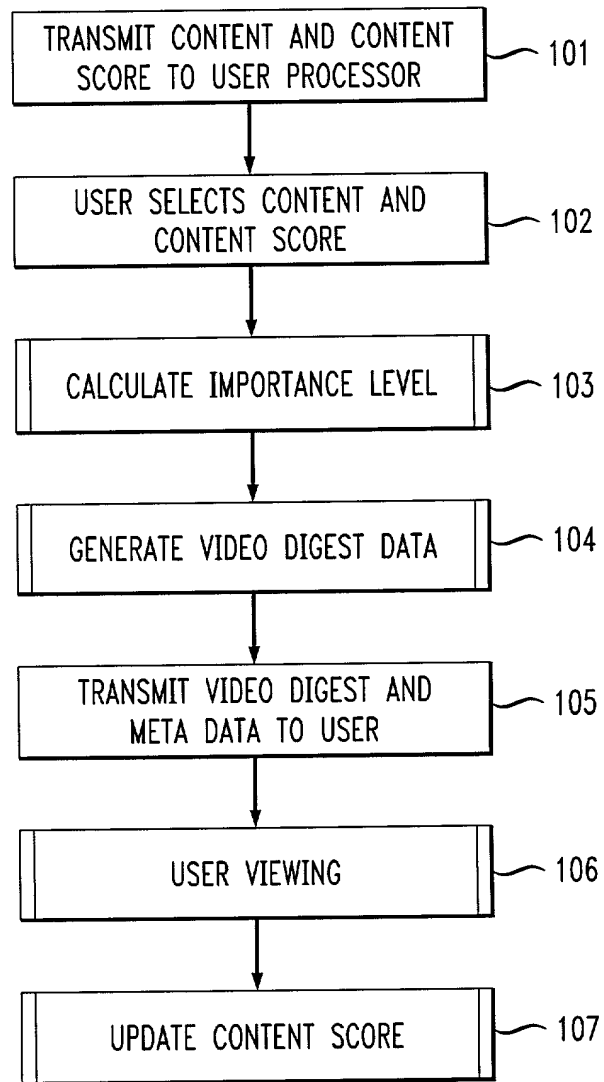 TRANSMIT CONTENT AND CONTENT
SCORE TO USER PROCESSOR
101
USER SELECTS CONTENT AND
CONTENT SCORE
102
CALCULATE IMPORTANCE LEVEL
103
GENERATE VIDEO DIGEST DATA
104
TRANSMIT VIDEO DIGEST AND
META DATA TO USER
105
USER VIEWING
106
UPDATE CONTENT SCORE
107